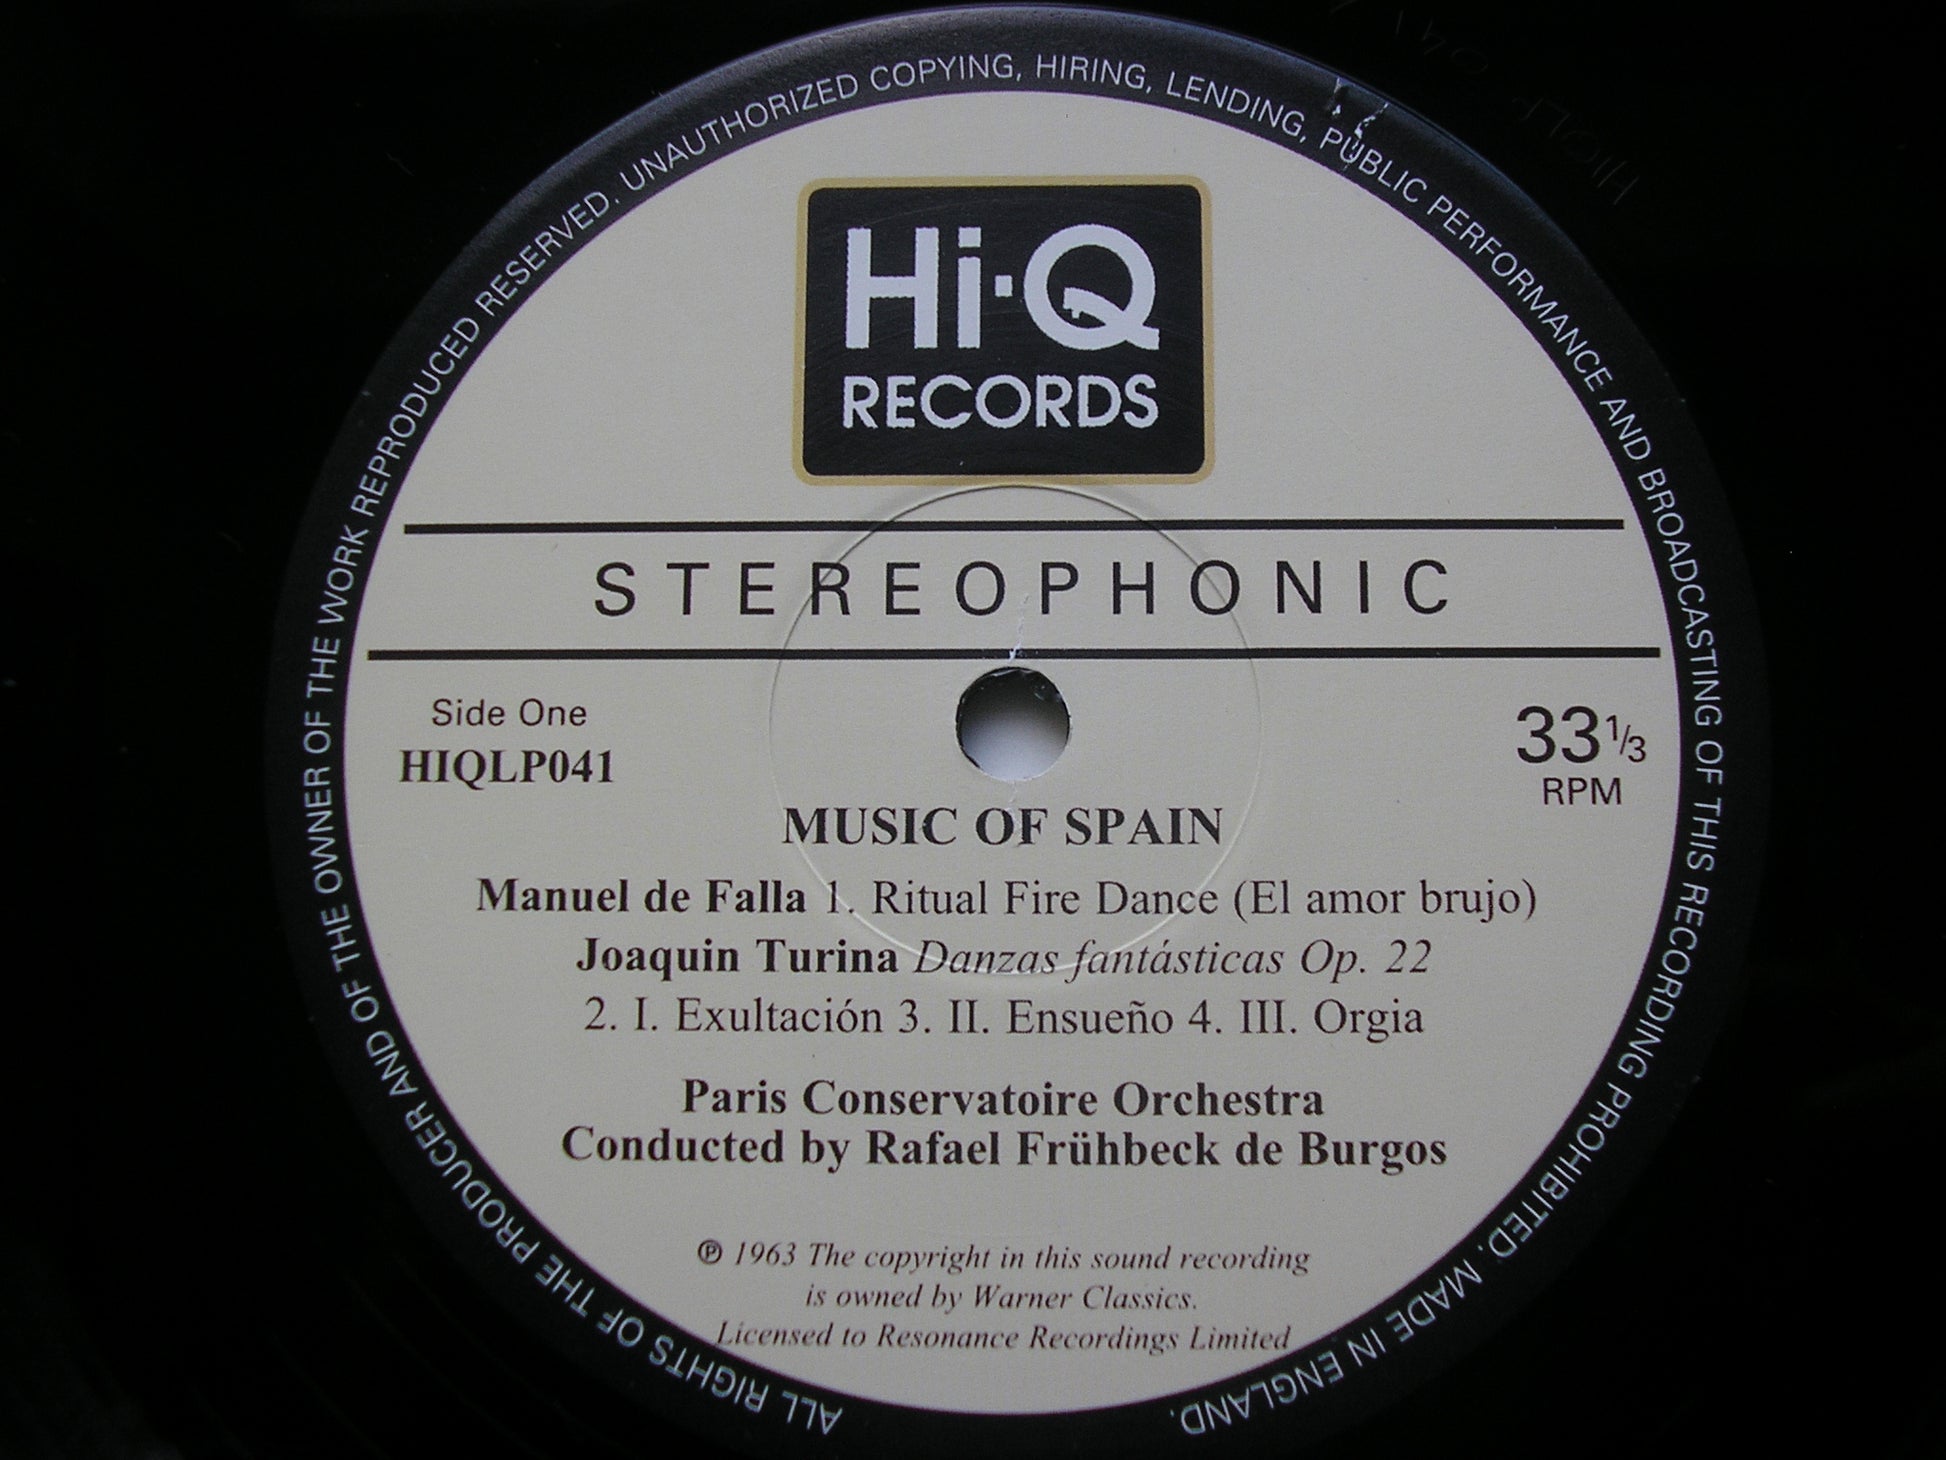 ALL RIGHTS OF THE PRODUCER AND OF THE OWNER OF THE WORK REPRODUCED RESERVED. UNAUTHORIZED COPYING, HIRING, LENDING, PUBLIC PERFORMANCE AND BROADCASTING OF THIS RECORDING PROHIBITED. MADE IN ENGLAND.
Hi-Q
RECORDS
STEREOPHONIC
Side One
HIQLP041
33 1/3
RPM
MUSIC OF SPAIN
Manuel de Falla 1. Ritual Fire Dance (El amor brujo)
Joaquin Turina Danzas fantásticas Op. 22
2. I. Exultación 3. II. Ensueño 4. III. Orgia
Paris Conservatoire Orchestra
Conducted by Rafael Frühbeck de Burgos
℗ 1963 The copyright in this sound recording
is owned by Warner Classics.
Licensed to Resonance Recordings Limited